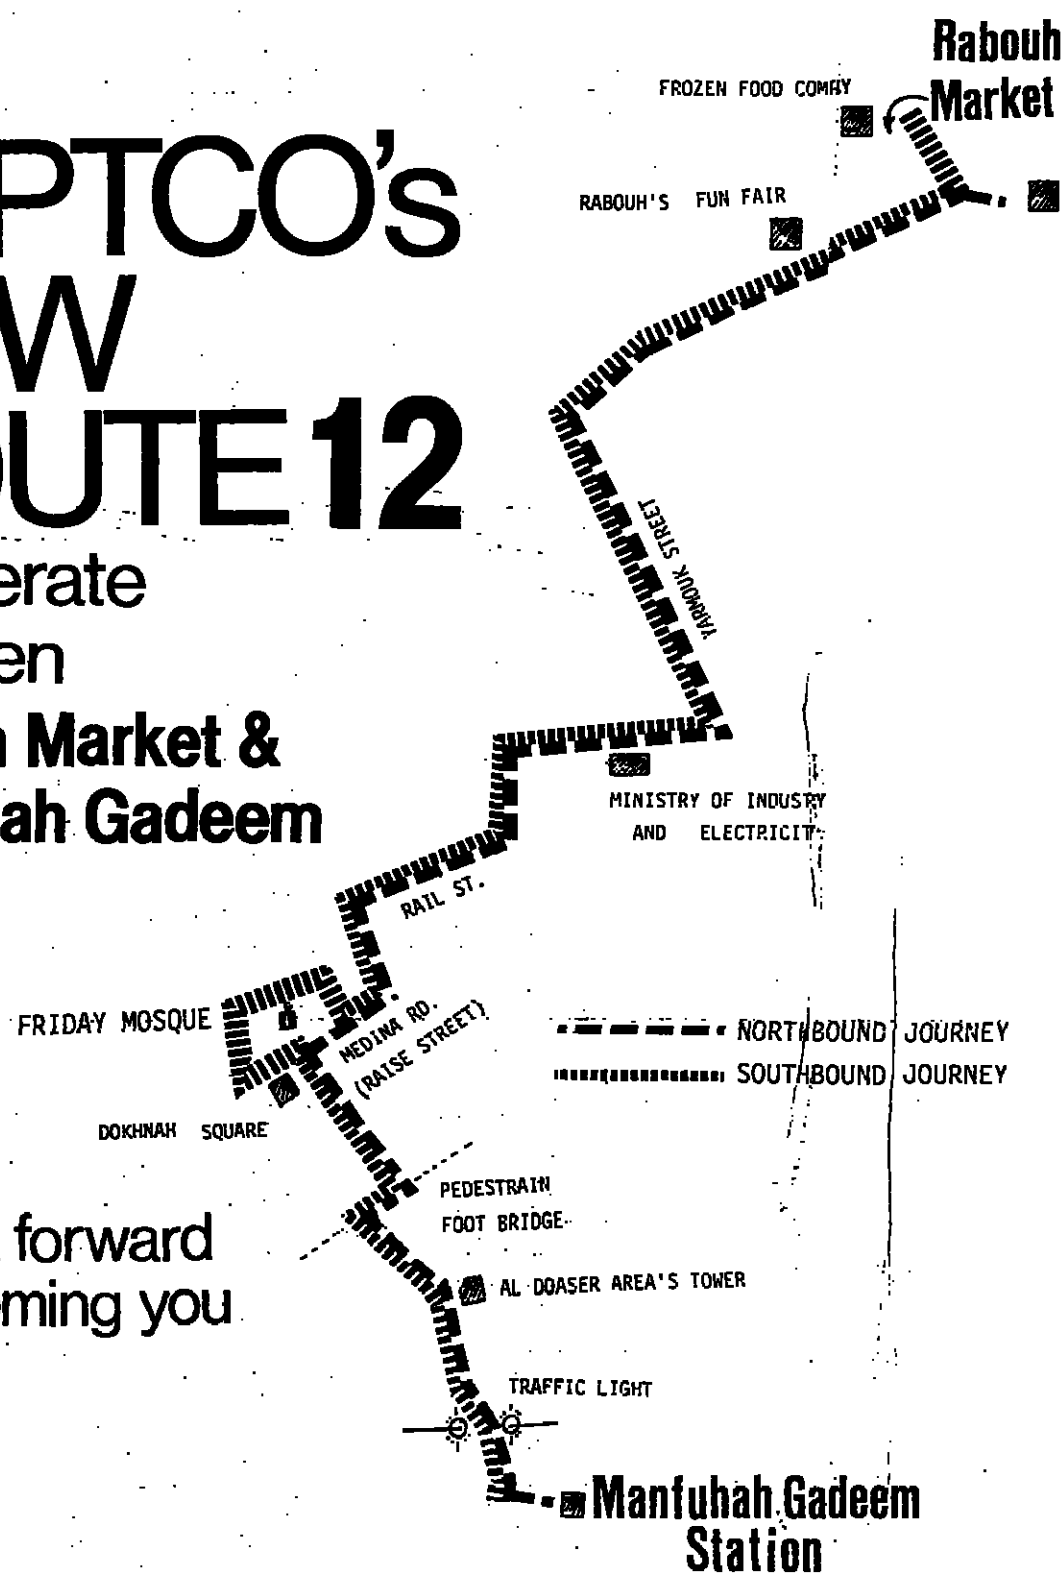 PTCO's
W
OUTE 12
erate
en
Market &
ah Gadeem
forward
ming you
Rabouh
Market
FROZEN FOOD COMPY
RABOUH'S FUN FAIR
YARMOUK STREET
MINISTRY OF INDUSTRY
AND ELECTRICIT
RAIL ST.
FRIDAY MOSQUE
MEDINA RD.
(RAISE STREET)
DOKHNAH SQUARE
NORTHBOUND JOURNEY
SOUTHBOUND JOURNEY
PEDESTRAIN
FOOT BRIDGE
AL DOASER AREA'S TOWER
TRAFFIC LIGHT
Manfuhah Gadeem
Station